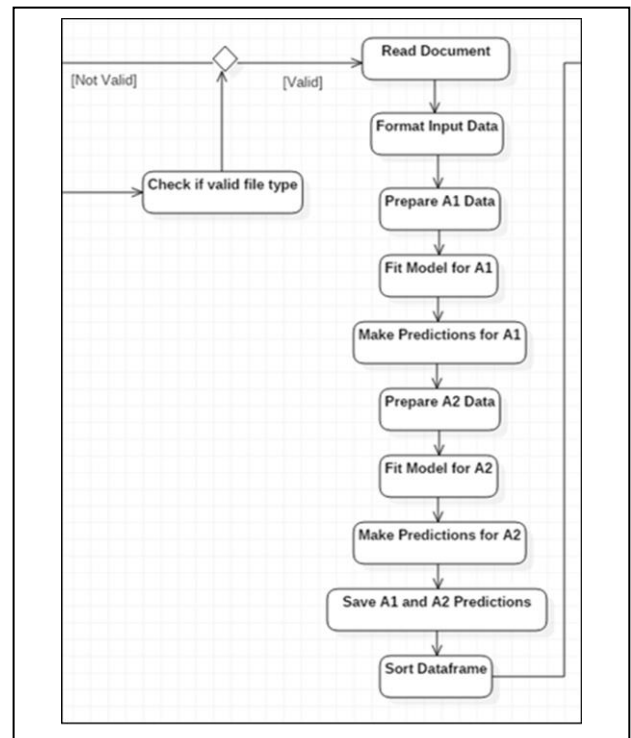 Read Document
[Not Valid]
[Valid]
Format Input Data
Check if valid file type
Prepare A1 Data
Fit Model for A1
Make Predictions for A1
Prepare A2 Data
Fit Model for A2
Make Predictions for A2
Save A1 and A2 Predictions
Sort Dataframe